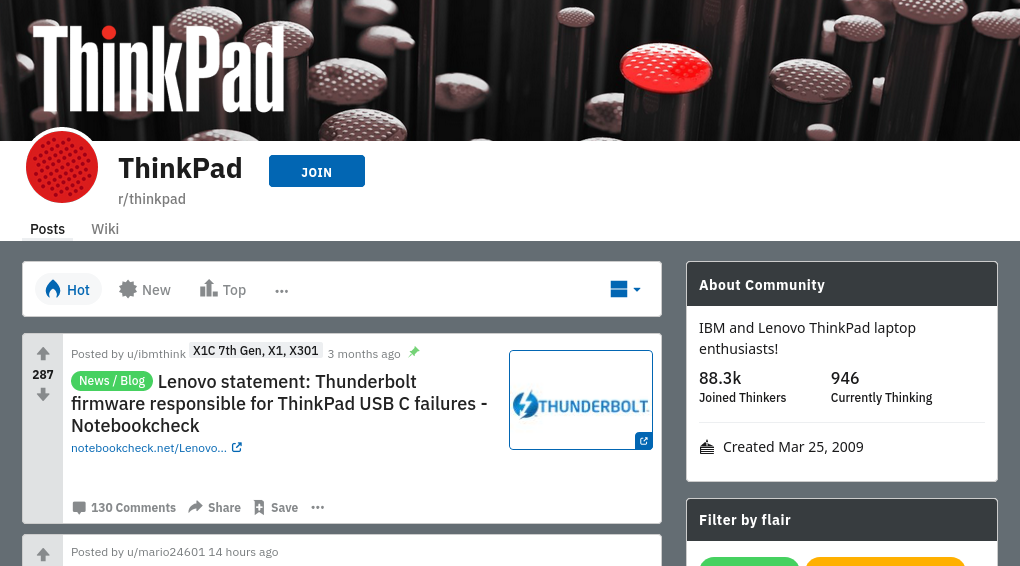 ThinkPad
ThinkPad
JOIN
r/thinkpad
Posts Wiki
Hot New Top
Posted by u/ibmthink X1C 7th Gen, X1, X301 3 months ago
287
News / Blog Lenovo statement: Thunderbolt
firmware responsible for ThinkPad USB C failures -
Notebookcheck
notebookcheck.net/Lenovo...
THUNDERBOLT
130 Comments Share Save
Posted by u/mario24601 14 hours ago
About Community
IBM and Lenovo ThinkPad laptop
enthusiasts!
88.3k 946
Joined Thinkers Currently Thinking
Created Mar 25, 2009
Filter by flair